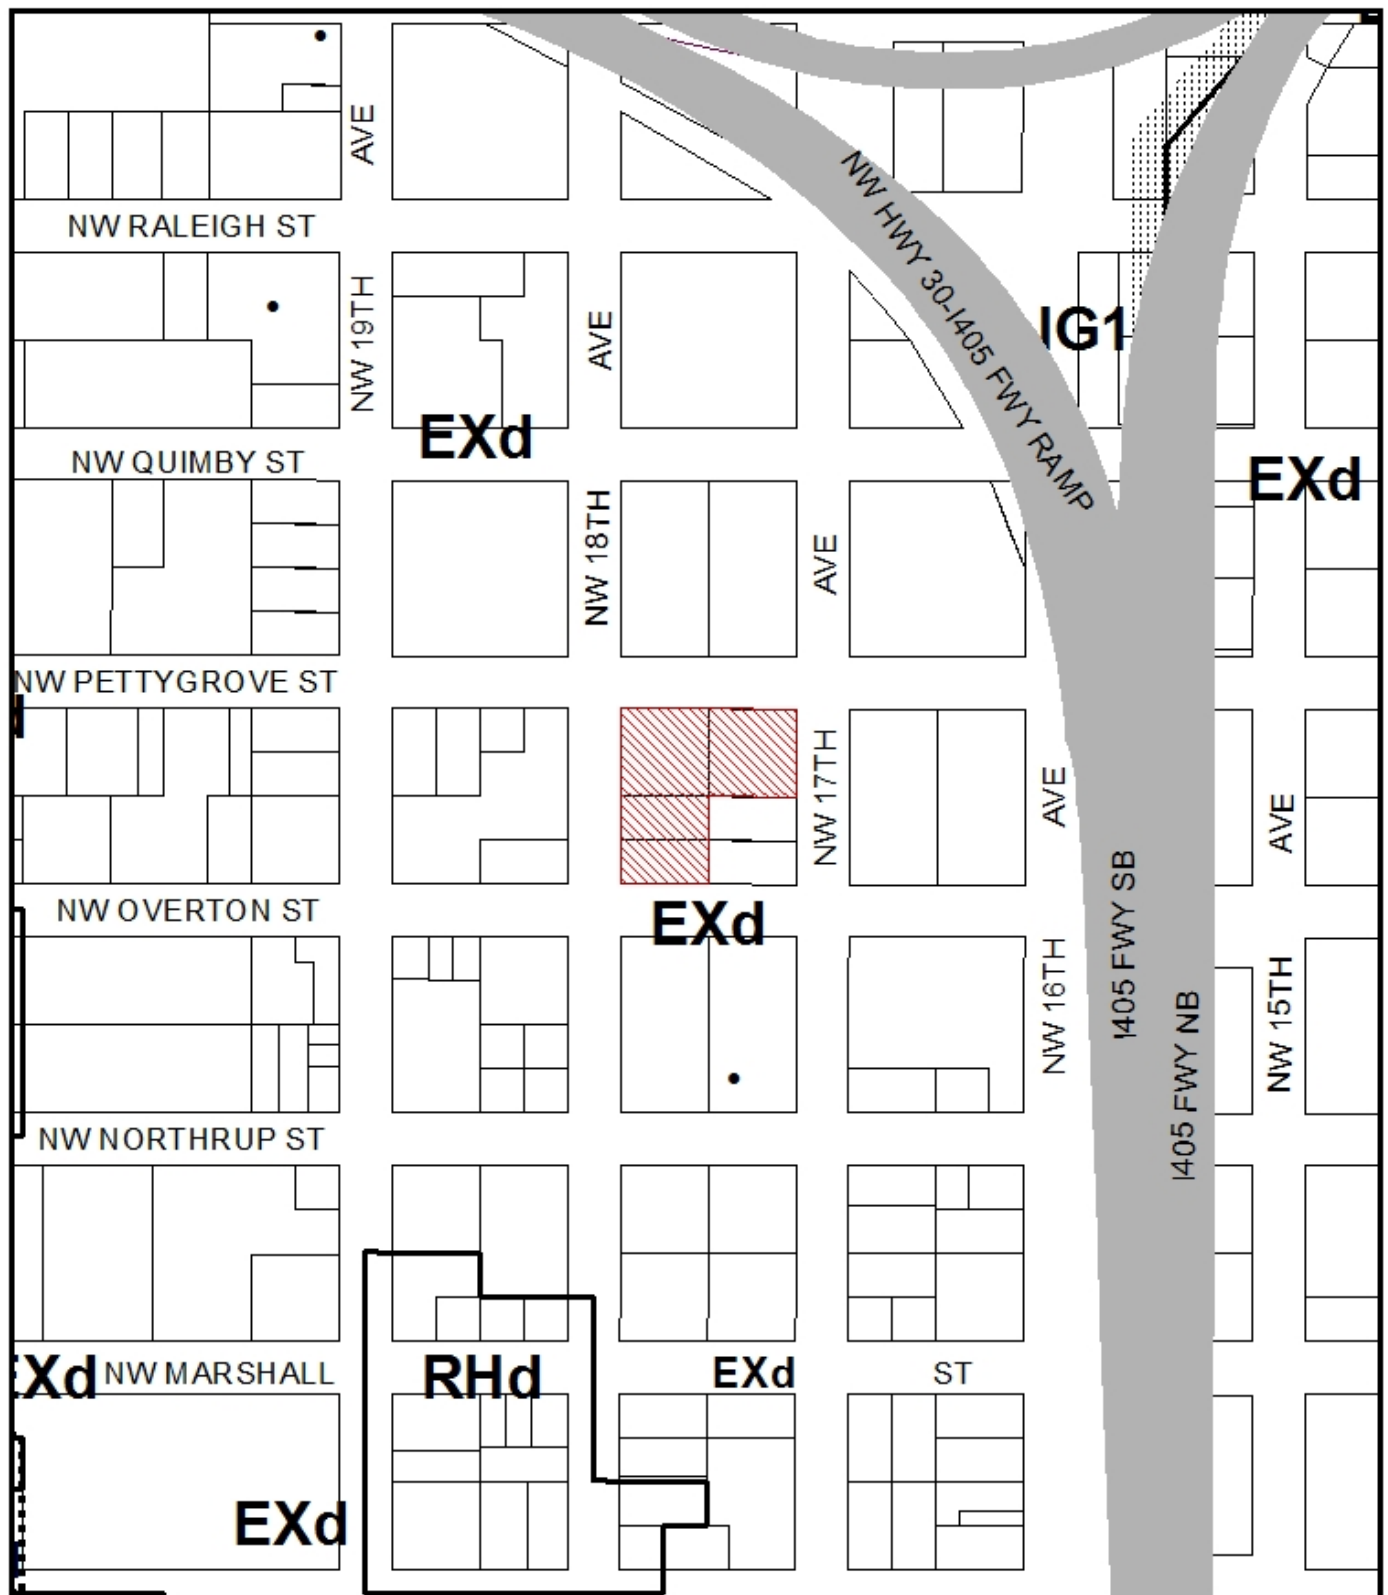 AVE
NW RALEIGH ST
NW HWY 30-I405 FWY RAMP
NW 19TH
AVE
IG1
EXd
NW QUIMBY ST
EXd
NW 18TH
AVE
NW PETTYGROVE ST
NW 17TH
AVE
AVE
I405 FWY SB
NW OVERTON ST
EXd
NW 16TH
NW 15TH
I405 FWY NB
NW NORTHRUP ST
EXd
NW MARSHALL
RHd
EXd
ST
EXd